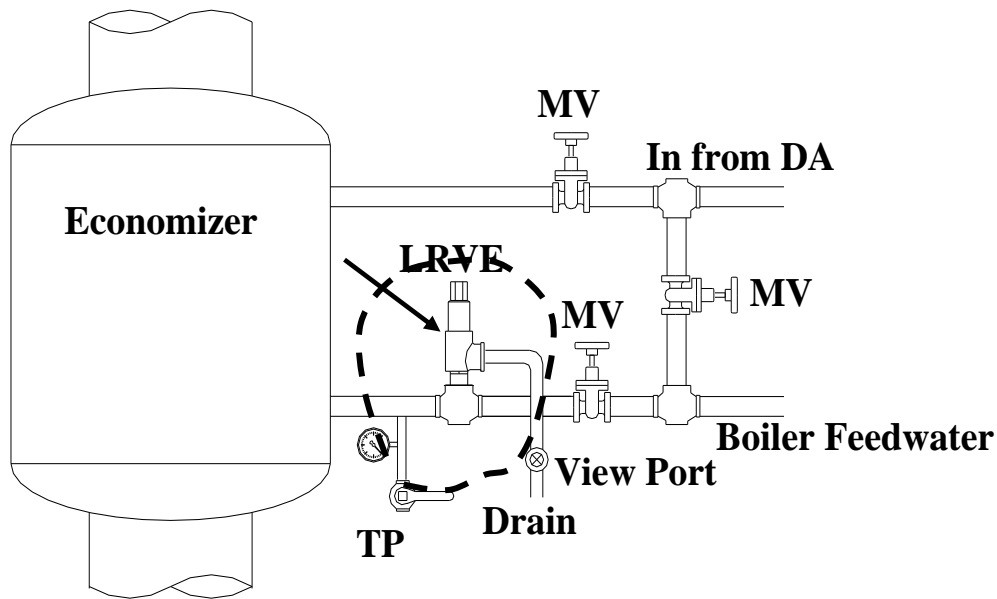 MV
In from DA
Economizer
LRVE
MV
MV
Boiler Feedwater
View Port
Drain
TP